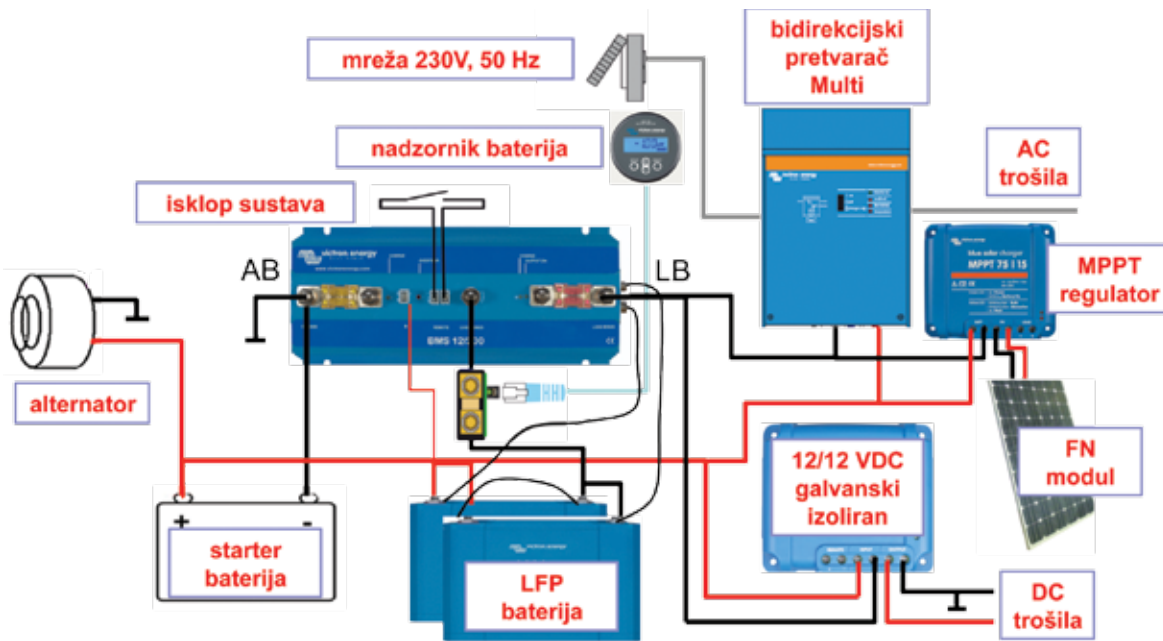 bidirekcijski
pretvarač
Multi
mreža 230V, 50 Hz
nadzornik baterija
AC
trošila
isklop sustava
victron energy
AB
LB
MPPT 75 | 15
MPPT
regulator
BMS 12/200
alternator
12/12 VDC
galvanski
izoliran
FN
modul
+ -
starter
baterija
LFP
baterija
DC
trošila